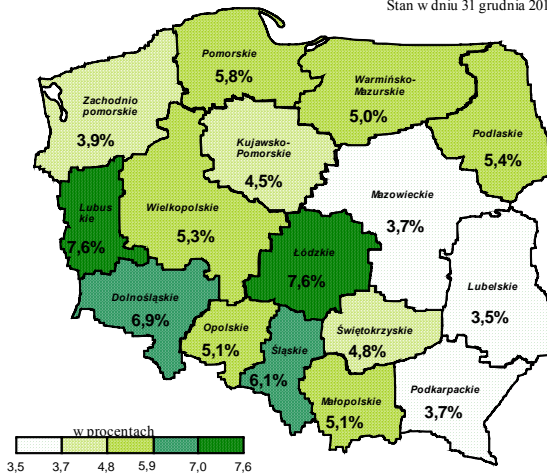 Stan w dniu 31 grudnia 201
Pomorskie
5,8%
Warmińsko-
Mazurskie
5,0%
Zachodnio
pomorskie
3,9%
Kujawsko-
Pomorskie
4,5%
Podlaskie
5,4%
Mazowieckie
3,7%
Lubus
kie
7,6%
Wielkopolskie
5,3%
Łódzkie
7,6%
Lubelskie
3,5%
Dolnośląskie
6,9%
Opolskie
5,1%
Śląskie
6,1%
Świętokrzyskie
4,8%
Małopolskie
5,1%
Podkarpackie
3,7%
w procentach
3,5 3,7 4,8 5,9 7,0 7,6